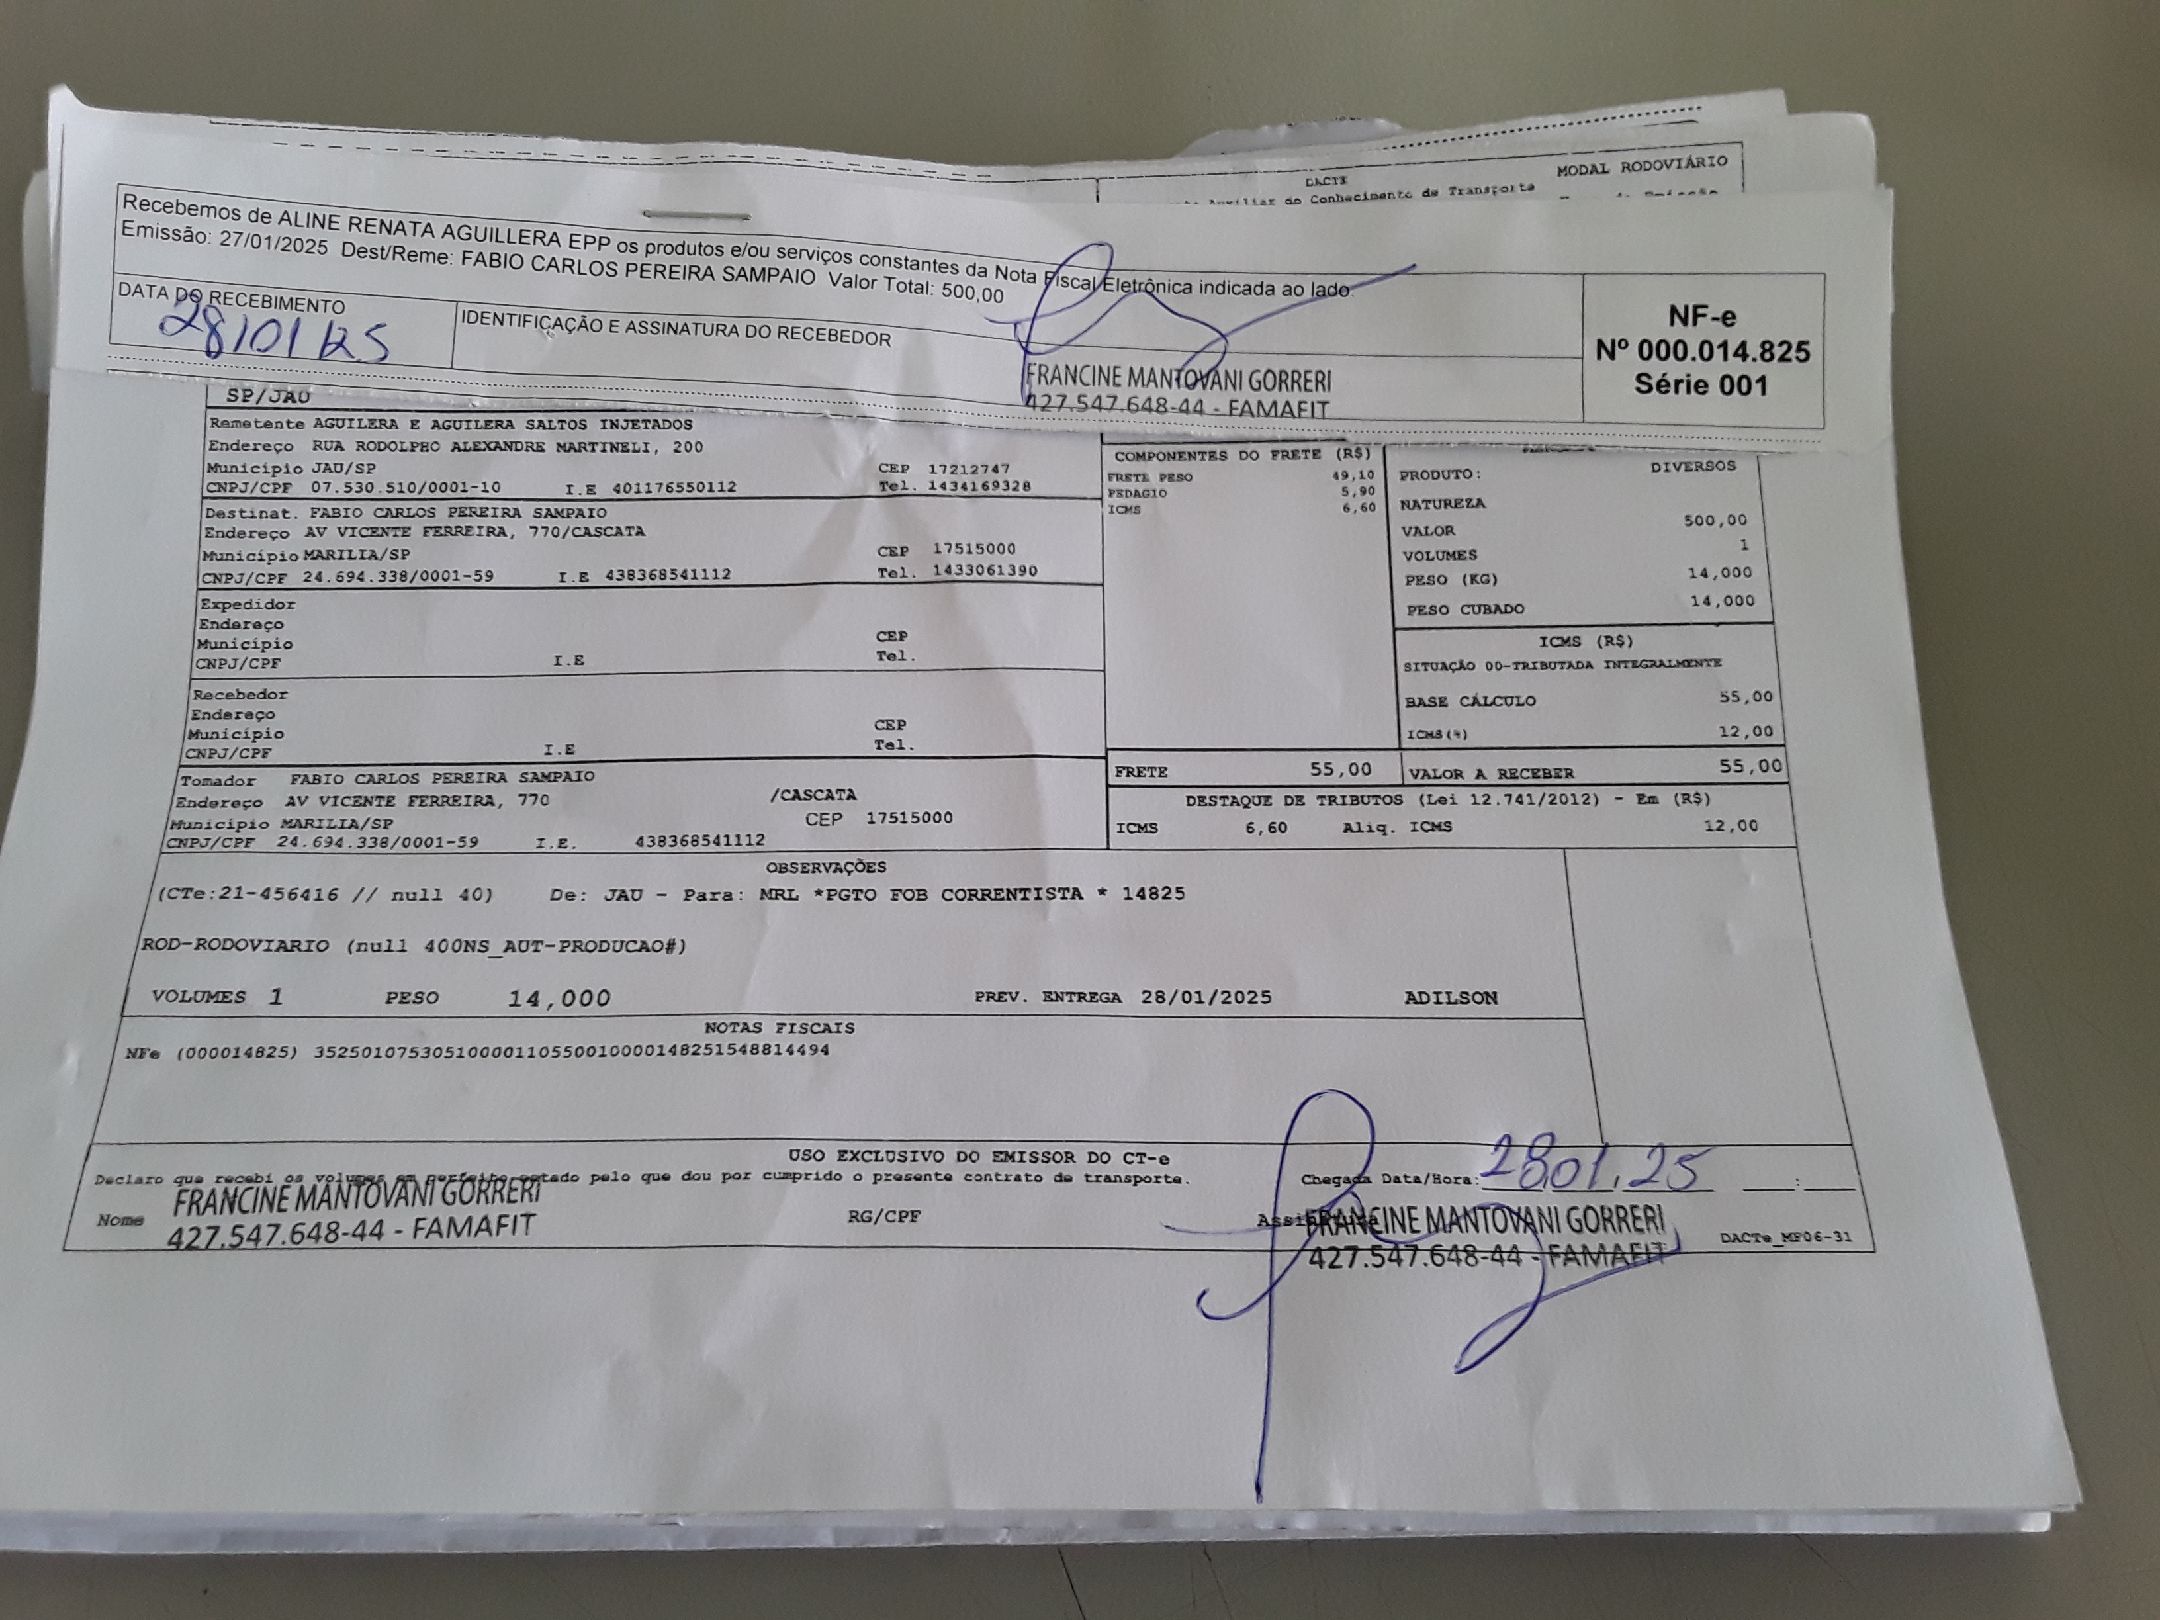 DACTE
MODAL RODOVIÁRIO
Auxiliar do Conhecimento de Transporte
Recebemos de ALINE RENATA AGUILLERA EPP os produtos e/ou serviços constantes da Nota Fiscal Eletrônica indicada ao lado.
Emissão: 27/01/2025 Dest/Reme: FABIO CARLOS PEREIRA SAMPAIO Valor Total: 500,00
DATA DO RECEBIMENTO
28/01/25
IDENTIFICAÇÃO E ASSINATURA DO RECEBEDOR
FRANCINE MANTOVANI GORRERI
427.547.648-44 - FAMAFIT
NF-e
Nº 000.014.825
Série 001
SP/JAU
Remetente AGUILERA E AGUILERA SALTOS INJETADOS
Endereço RUA RODOLPHO ALEXANDRE MARTINELI, 200
Município JAU/SP CEP 17212747
CNPJ/CPF 07.530.510/0001-10 I.E 401176550112 Tel. 1434169328
Destinat. FABIO CARLOS PEREIRA SAMPAIO
Endereço AV VICENTE FERREIRA, 770/CASCATA
Município MARILIA/SP CEP 17515000
CNPJ/CPF 24.694.338/0001-59 I.E 438368541112 Tel. 1433061390
Expedidor
Endereço
Município CEP
CNPJ/CPF I.E Tel.
Recebedor
Endereço
Município CEP
CNPJ/CPF I.E Tel.
Tomador FABIO CARLOS PEREIRA SAMPAIO
Endereço AV VICENTE FERREIRA, 770 /CASCATA
Município MARILIA/SP CEP 17515000
CNPJ/CPF 24.694.338/0001-59 I.E. 438368541112
COMPONENTES DO FRETE (R$)
FRETE PESO 49,10
PEDAGIO 5,90
ICMS 6,60
PRODUTO: DIVERSOS
NATUREZA
VALOR 500,00
VOLUMES 1
PESO (KG) 14,000
PESO CUBADO 14,000
ICMS (R$)
SITUAÇÃO 00-TRIBUTADA INTEGRALMENTE
BASE CÁLCULO 55,00
ICMS(%) 12,00
FRETE 55,00 VALOR A RECEBER 55,00
DESTAQUE DE TRIBUTOS (Lei 12.741/2012) - Em (R$)
ICMS 6,60 Aliq. ICMS 12,00
OBSERVAÇÕES
(CTe:21-456416 // null 40) De: JAU - Para: MRL *PGTO FOB CORRENTISTA * 14825
ROD-RODOVIARIO (null 400NS_AUT-PRODUCAO#)
VOLUMES 1 PESO 14,000 PREV. ENTREGA 28/01/2025 ADILSON
NOTAS FISCAIS
NFe (000014825) 35250107530510000110550010000148251548814494
USO EXCLUSIVO DO EMISSOR DO CT-e
Declaro que recebi os volumes em perfeito estado pelo que dou por cumprido o presente contrato de transporte.
Chegada Data/Hora: 28.01.25 __:__
Nome FRANCINE MANTOVANI GORRERI
427.547.648-44 - FAMAFIT
RG/CPF
Assinatura FRANCINE MANTOVANI GORRERI
427.547.648-44 - FAMAFIT
DACTe_MF06-31